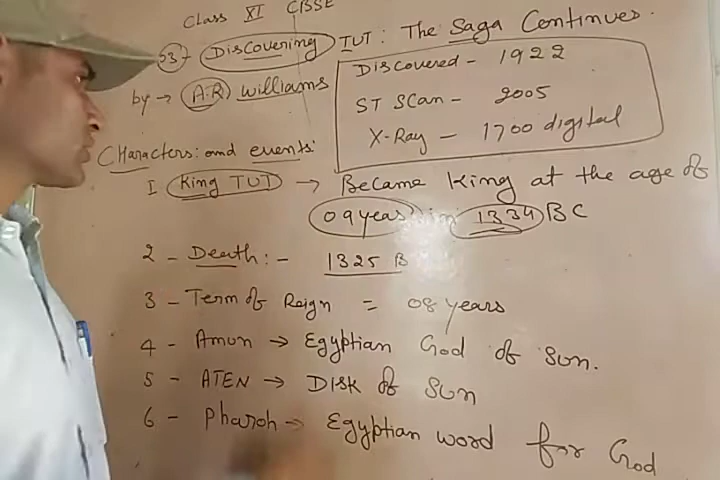 Class XI CBSE
03- Discovering TUT: The Saga Continues.
by → A.R. Williams
Discovered - 1922
ST SCan - 2005
X-Ray - 1700 digital
Characters: and events:
1 King TUT → Became King at the age of
09 years in 1334 BC
2 - Death:- 1325 B
3 - Term of Reign = 08 years
4 - Amun → Egyptian God of Sun.
5 - ATEN → DISK of SUN
6 - Pharoh → Egyptian word for God